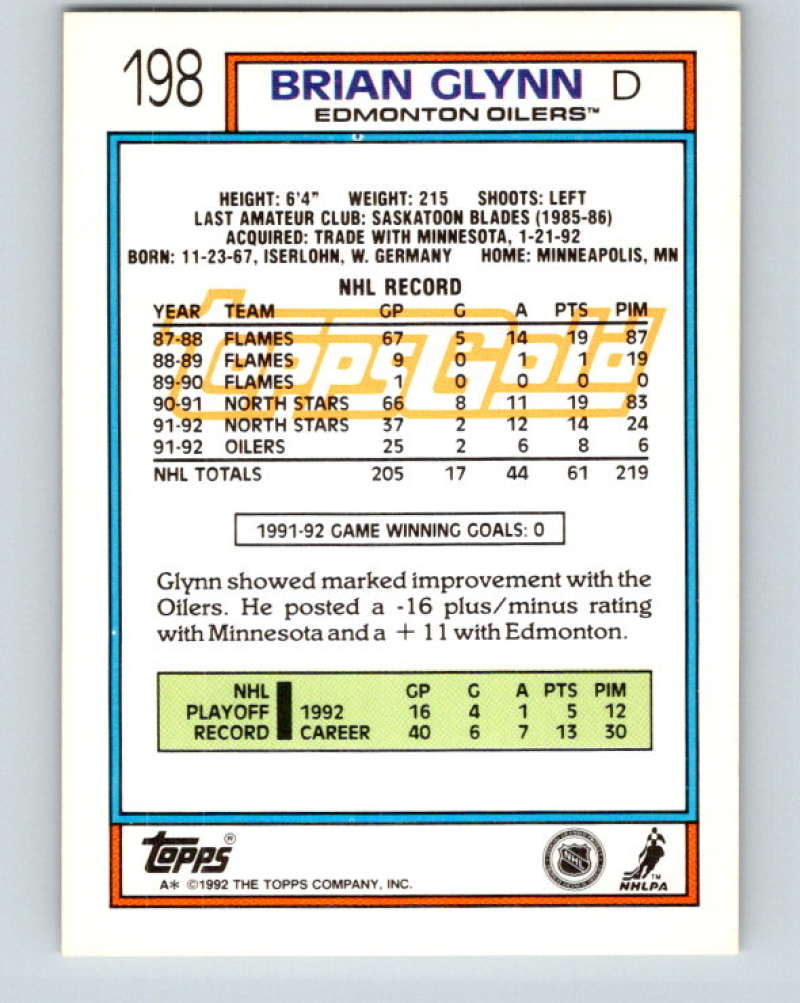 198
BRIAN GLYNN D
EDMONTON OILERS™
HEIGHT: 6'4" WEIGHT: 215 SHOOTS: LEFT
LAST AMATEUR CLUB: SASKATOON BLADES (1985-86)
ACQUIRED: TRADE WITH MINNESOTA, 1-21-92
BORN: 11-23-67, ISERLOHN, W. GERMANY HOME: MINNEAPOLIS, MN
NHL RECORD
YEAR TEAM GP G A PTS PIM
87-88 FLAMES 67 5 14 19 87
88-89 FLAMES 9 0 1 1 19
89-90 FLAMES 1 0 0 0 0
90-91 NORTH STARS 66 8 11 19 83
91-92 NORTH STARS 37 2 12 14 24
91-92 OILERS 25 2 6 8 6
NHL TOTALS 205 17 44 61 219
ToppsGold
1991-92 GAME WINNING GOALS: 0
Glynn showed marked improvement with the
Oilers. He posted a -16 plus/minus rating
with Minnesota and a + 11 with Edmonton.
NHL GP G A PTS PIM
PLAYOFF 1992 16 4 1 5 12
RECORD CAREER 40 6 7 13 30
Topps®
A* ©1992 THE TOPPS COMPANY, INC.
NHL
™
NHLPA